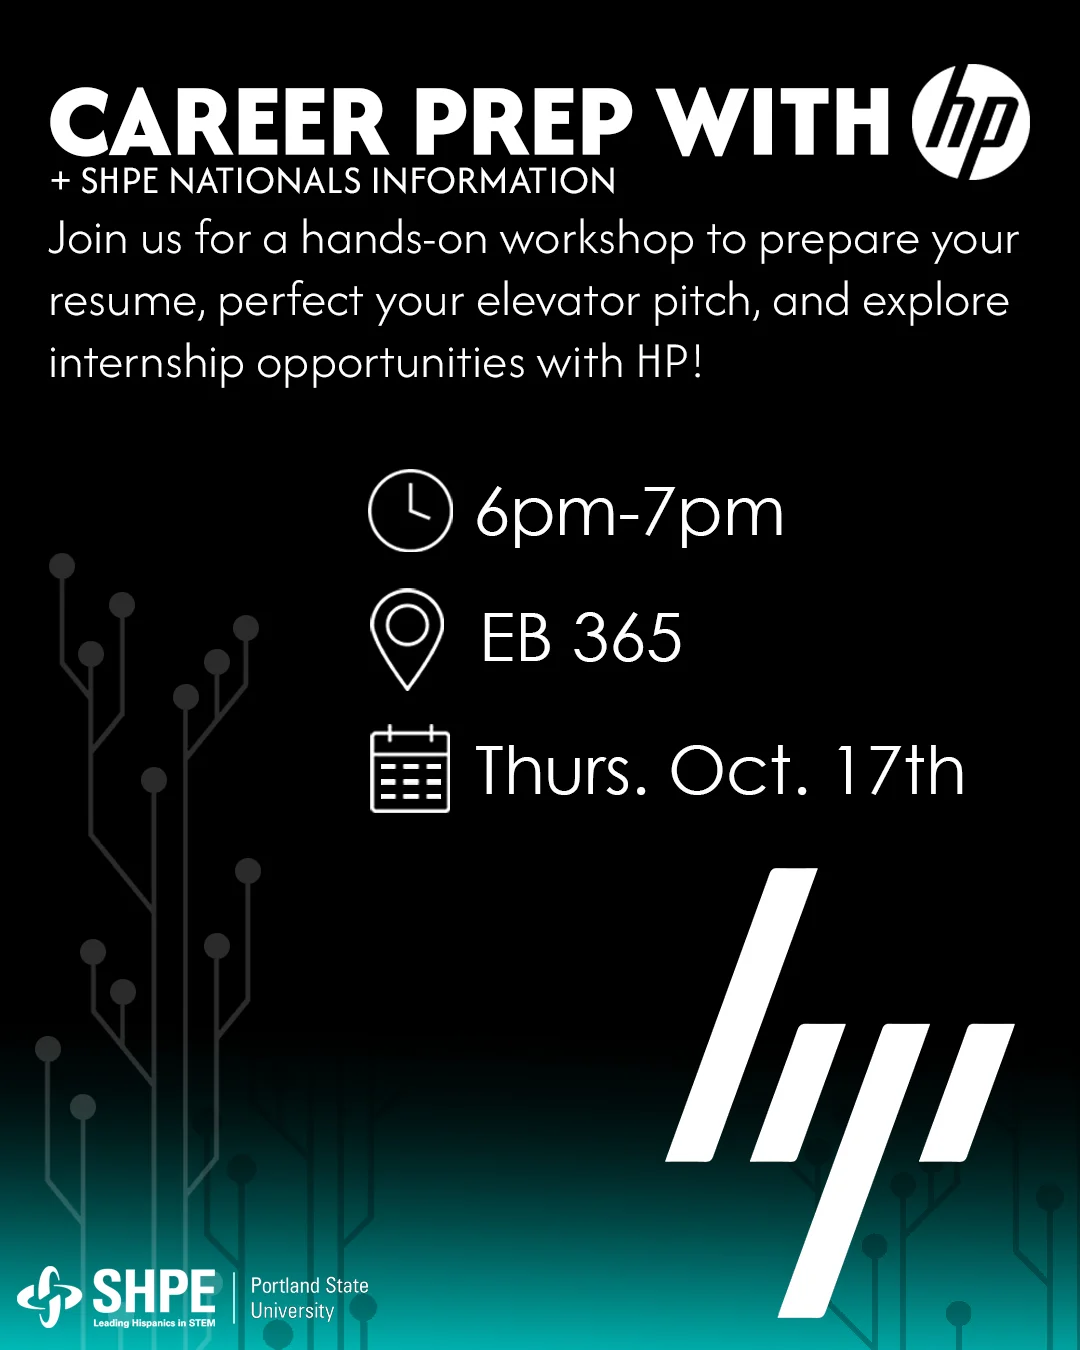 CAREER PREP WITH hp
+ SHPE NATIONALS INFORMATION
Join us for a hands-on workshop to prepare your
resume, perfect your elevator pitch, and explore
internship opportunities with HP!
6pm-7pm
EB 365
Thurs. Oct. 17th
hp
SHPE
Leading Hispanics in STEM
Portland State
University